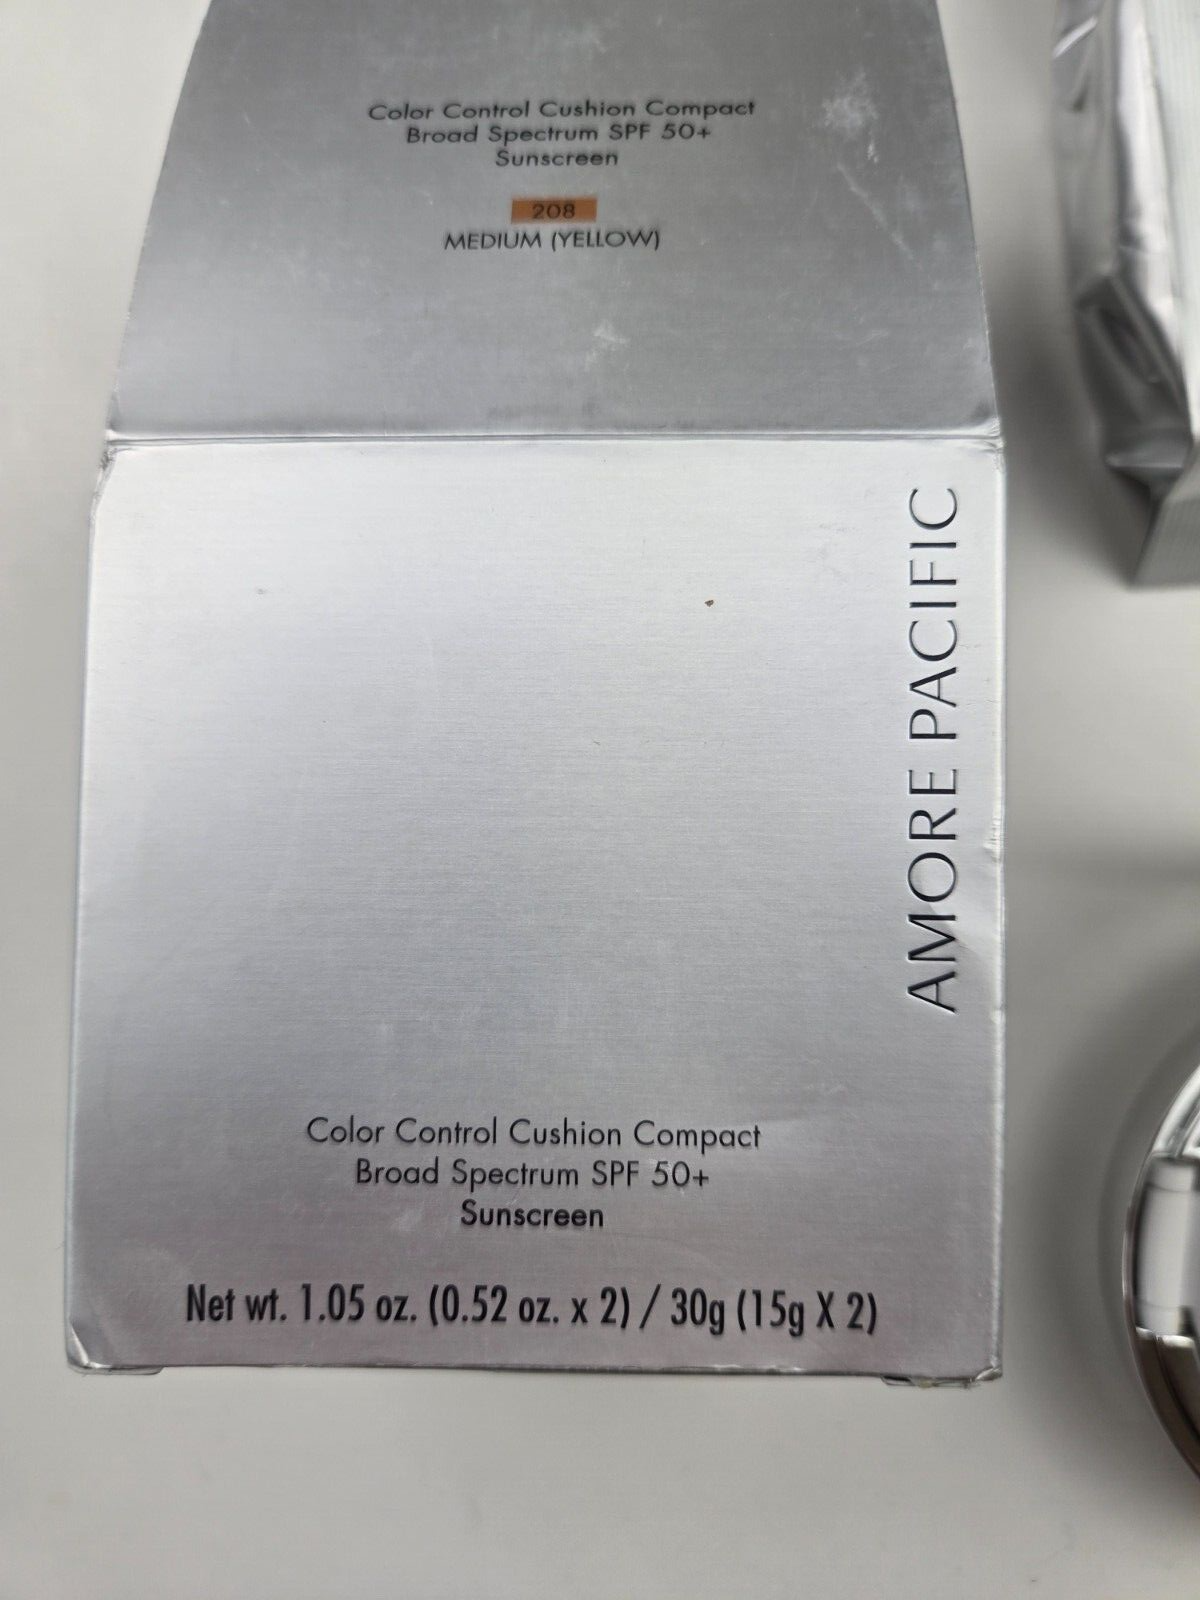 Color Control Cushion Compact
Broad Spectrum SPF 50+
Sunscreen
208
MEDIUM (YELLOW)
AMORE PACIFIC
Color Control Cushion Compact
Broad Spectrum SPF 50+
Sunscreen
Net wt. 1.05 oz. (0.52 oz. x 2) / 30g (15g X 2)